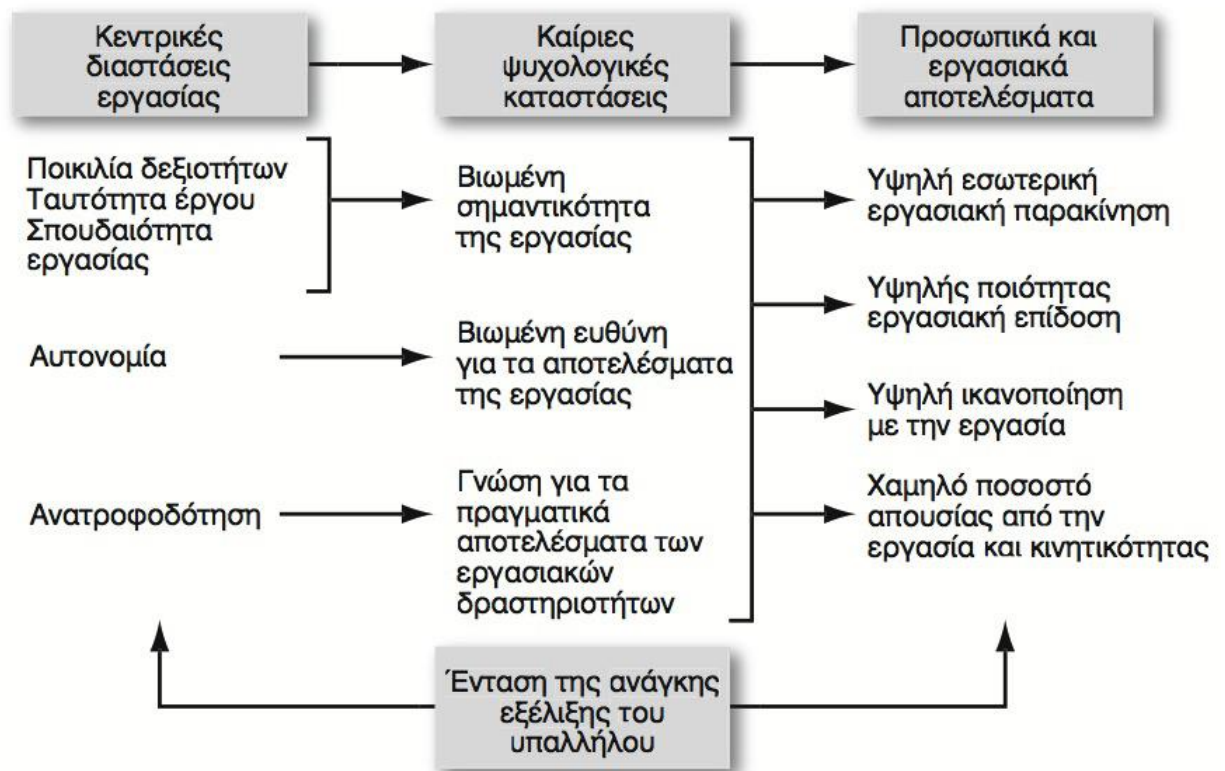 Κεντρικές
διαστάσεις
εργασίας
Καίριες
ψυχολογικές
καταστάσεις
Προσωπικά και
εργασιακά
αποτελέσματα
Ποικιλία δεξιοτήτων
Ταυτότητα έργου
Σπουδαιότητα
εργασίας
Βιωμένη
σημαντικότητα
της εργασίας
Υψηλή εσωτερική
εργασιακή παρακίνηση
Υψηλής ποιότητας
εργασιακή επίδοση
Αυτονομία
Βιωμένη ευθύνη
για τα αποτελέσματα
της εργασίας
Υψηλή ικανοποίηση
με την εργασία
Ανατροφοδότηση
Γνώση για τα
πραγματικά
αποτελέσματα των
εργασιακών
δραστηριοτήτων
Χαμηλό ποσοστό
απουσίας από την
εργασία και κινητικότητας
Ένταση της ανάγκης
εξέλιξης του
υπαλλήλου